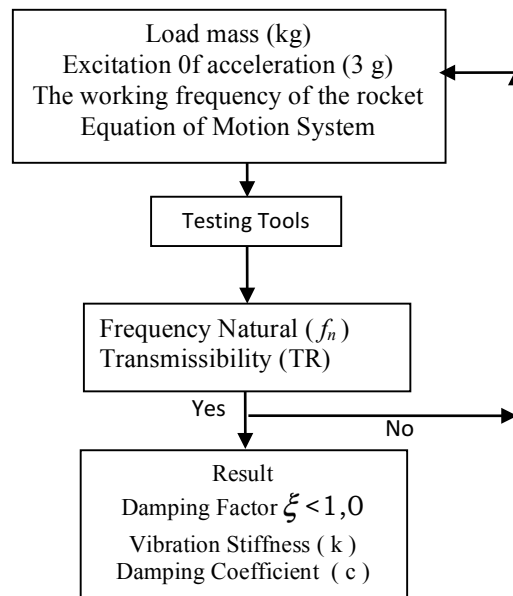 Load mass (kg)
Excitation 0f acceleration (3 g)
The working frequency of the rocket
Equation of Motion System
Testing Tools
Frequency Natural ( fn )
Transmissibility (TR)
Yes
No
Result
Damping Factor ξ <1,0
Vibration Stiffness ( k )
Damping Coefficient ( c )